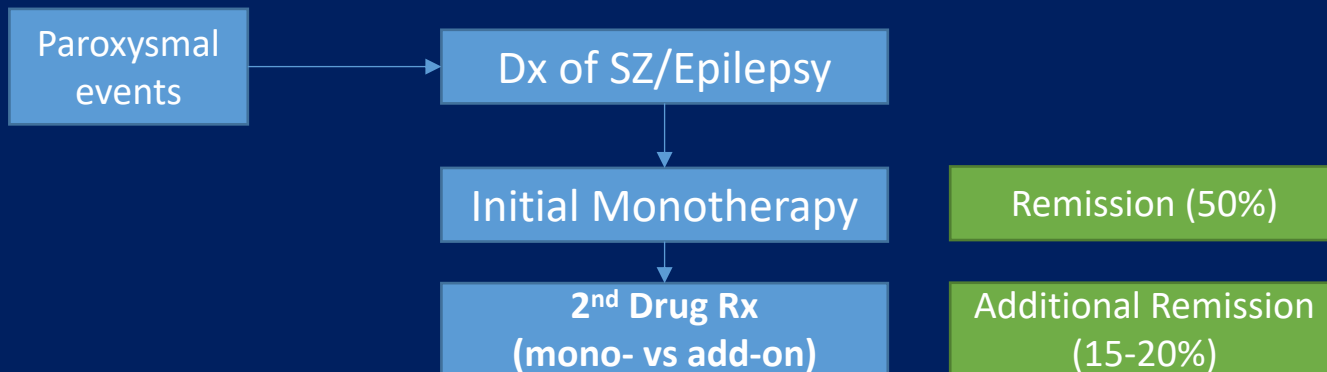 Paroxysmal
events
Dx of SZ/Epilepsy
Initial Monotherapy
Remission (50%)
2nd Drug Rx
(mono- vs add-on)
Additional Remission
(15-20%)